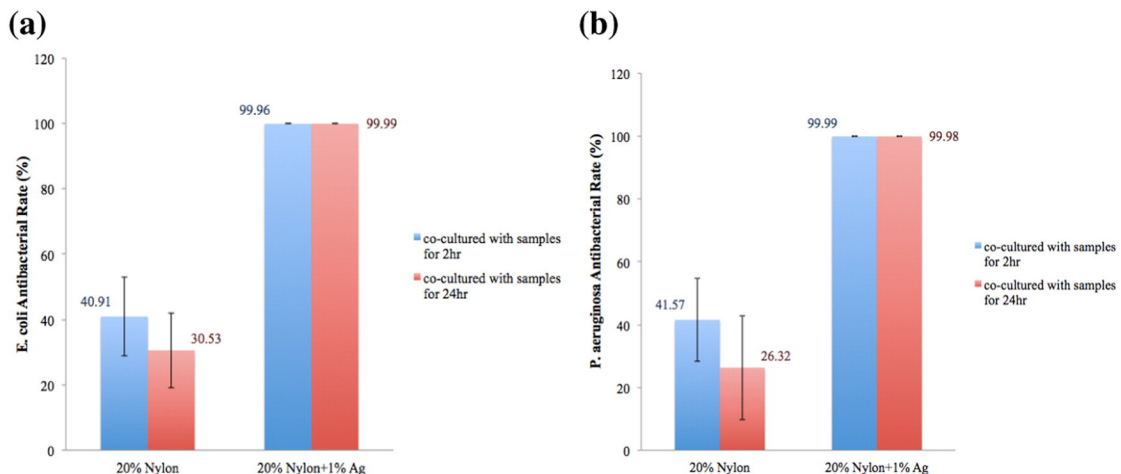 (a)
E. coli Antibacterial Rate (%)
120
100
80
60
40
20
0
40.91
30.53
99.96
99.99
20% Nylon
20% Nylon+1% Ag
co-cultured with samples
for 2hr
co-cultured with samples
for 24hr
(b)
P. aeruginosa Antibacterial Rate (%)
120
100
80
60
40
20
0
41.57
26.32
99.99
99.98
20% Nylon
20% Nylon+1% Ag
co-cultured with samples
for 2hr
co-cultured with samples
for 24hr